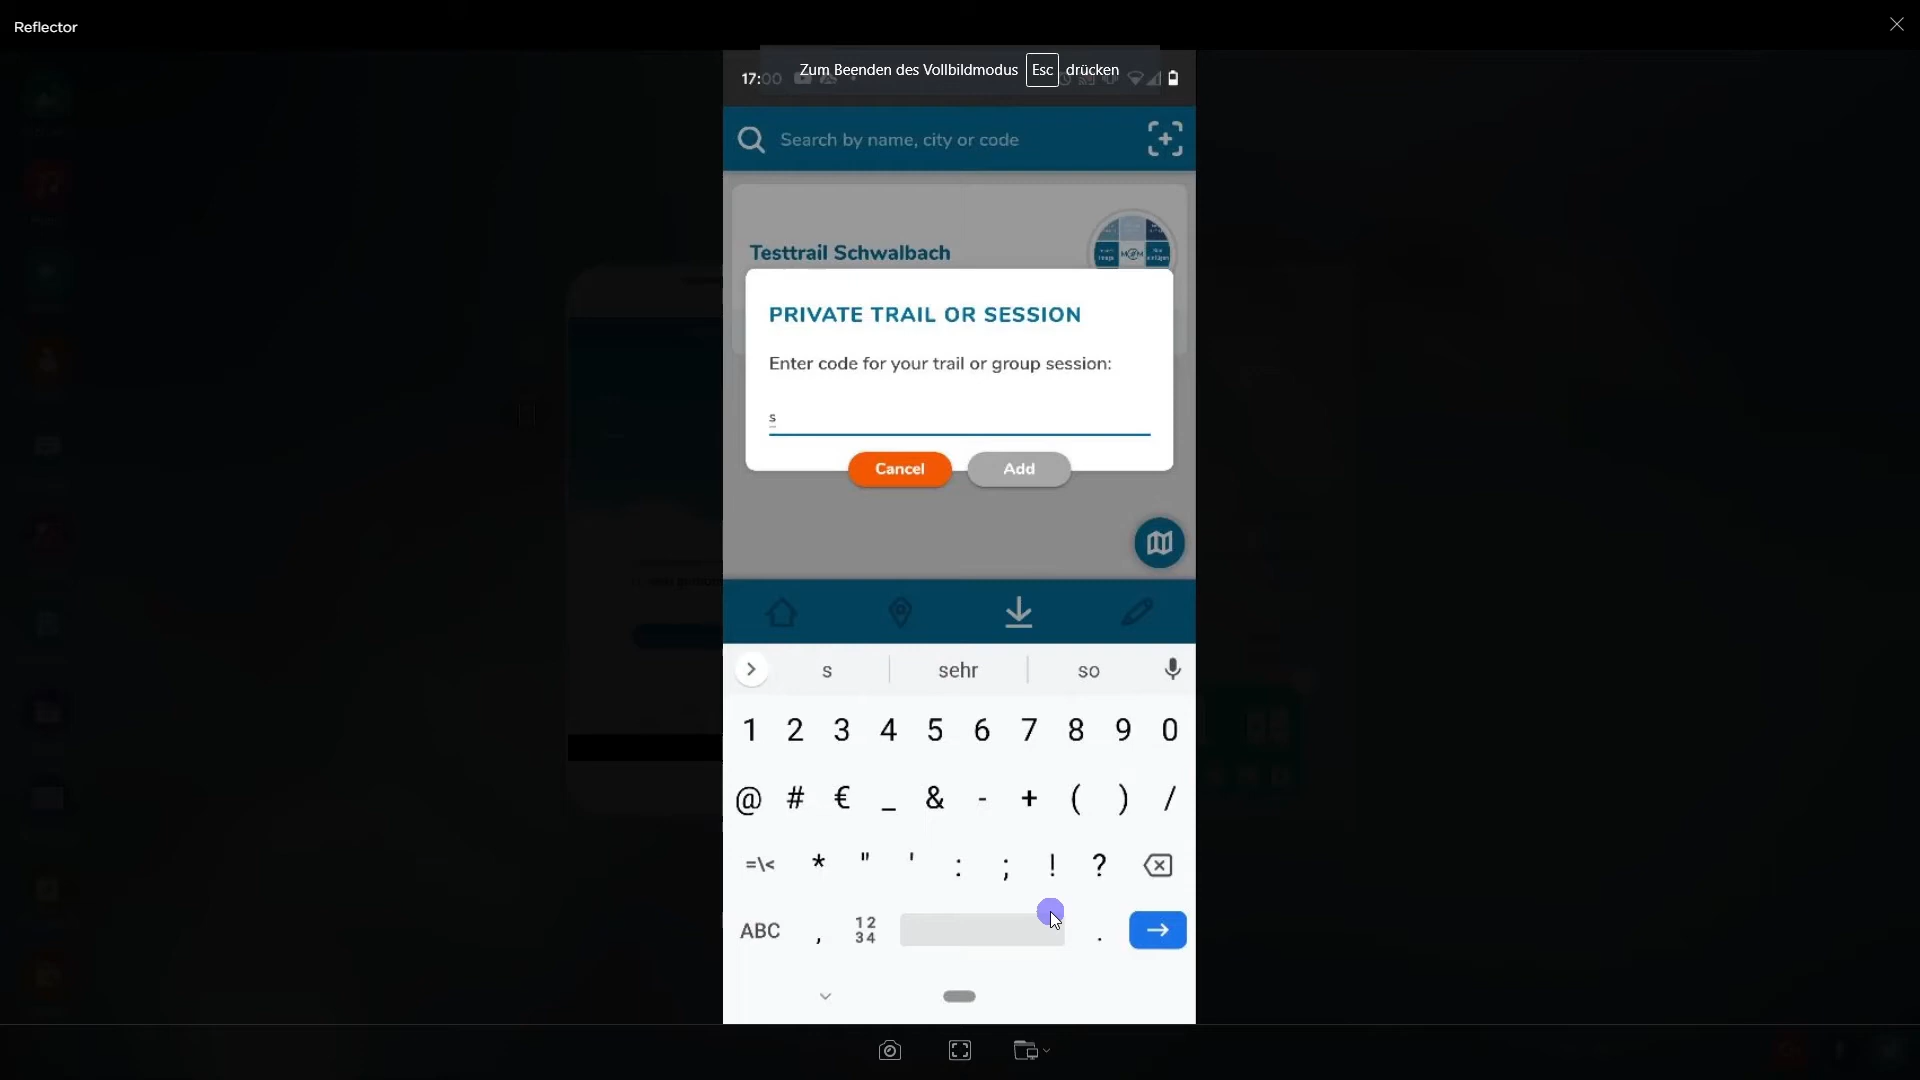 Reflector
Zum Beenden des Vollbildmodus Esc drücken
17:00
Search by name, city or code
Testtrail Schwalbach
PRIVATE TRAIL OR SESSION
Enter code for your trail or group session:
s
Cancel
Add
s sehr so
1 2 3 4 5 6 7 8 9 0
@ # € _ & - + ( ) /
=\< * " ' : ; ! ?
ABC , 12 .
34